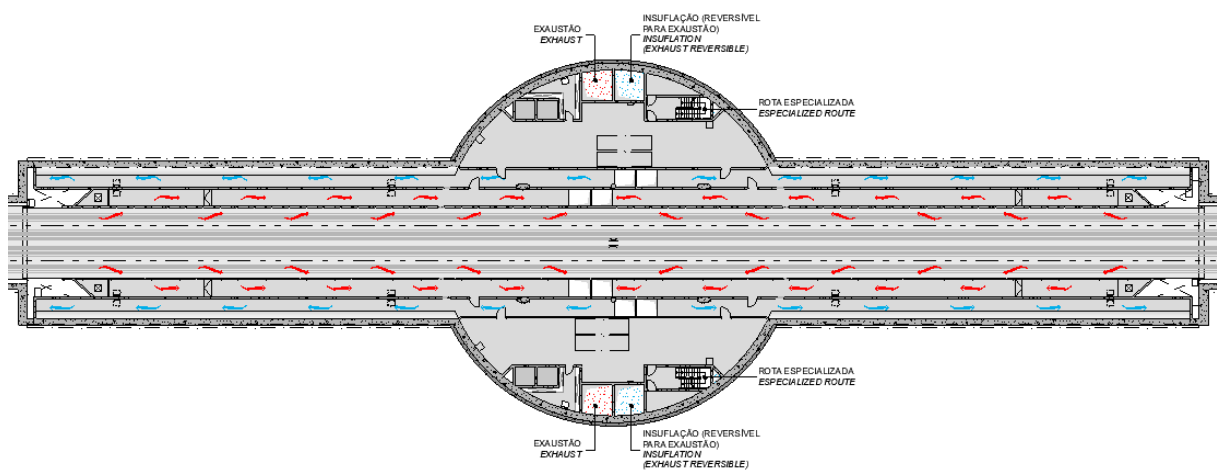 EXAUSTÃO
EXHAUST
INSUFLAÇÃO (REVERSÍVEL
PARA EXAUSTÃO)
INSUFLATION
(EXHAUST REVERSIBLE)
ROTA ESPECIALIZADA
ESPECIALIZED ROUTE
ROTA ESPECIALIZADA
ESPECIALIZED ROUTE
EXAUSTÃO
EXHAUST
INSUFLAÇÃO (REVERSÍVEL
PARA EXAUSTÃO)
INSUFLATION
(EXHAUST REVERSIBLE)